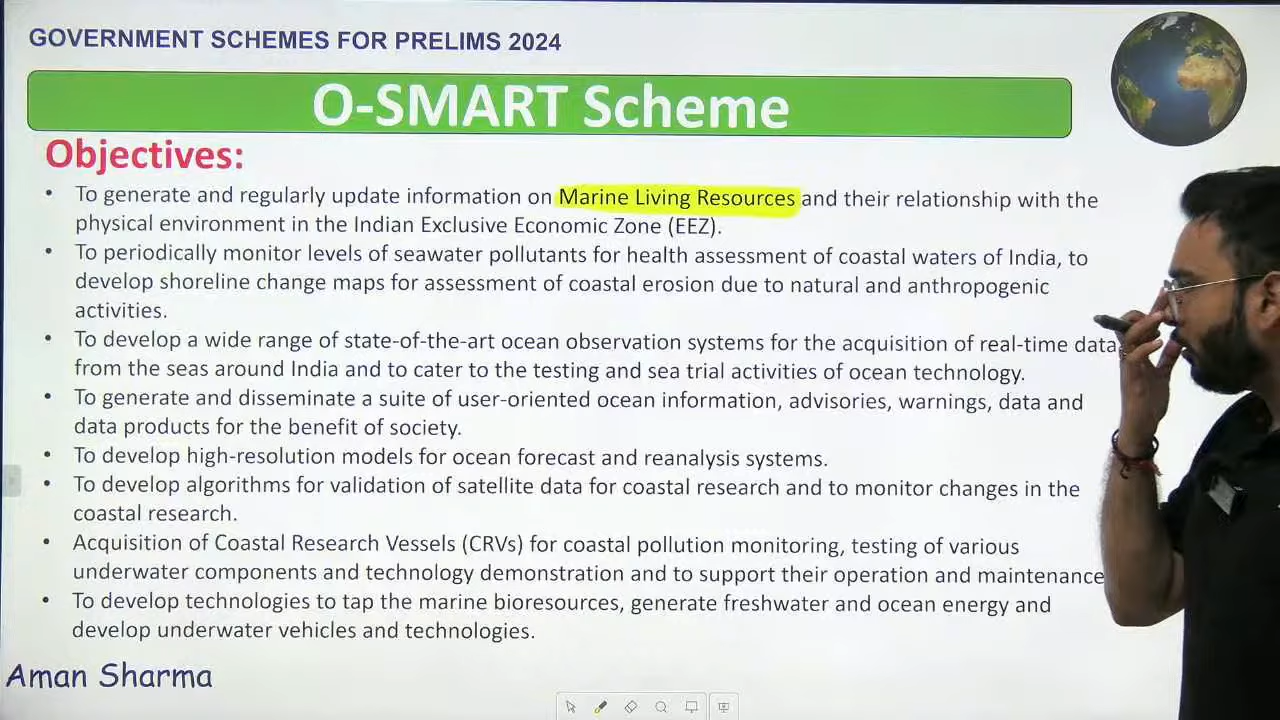 GOVERNMENT SCHEMES FOR PRELIMS 2024
O-SMART Scheme
Objectives:
• To generate and regularly update information on Marine Living Resources and their relationship with the
physical environment in the Indian Exclusive Economic Zone (EEZ).
• To periodically monitor levels of seawater pollutants for health assessment of coastal waters of India, to
develop shoreline change maps for assessment of coastal erosion due to natural and anthropogenic
activities.
• To develop a wide range of state-of-the-art ocean observation systems for the acquisition of real-time data
from the seas around India and to cater to the testing and sea trial activities of ocean technology.
• To generate and disseminate a suite of user-oriented ocean information, advisories, warnings, data and
data products for the benefit of society.
• To develop high-resolution models for ocean forecast and reanalysis systems.
• To develop algorithms for validation of satellite data for coastal research and to monitor changes in the
coastal research.
• Acquisition of Coastal Research Vessels (CRVs) for coastal pollution monitoring, testing of various
underwater components and technology demonstration and to support their operation and maintenance
• To develop technologies to tap the marine bioresources, generate freshwater and ocean energy and
develop underwater vehicles and technologies.
Aman Sharma